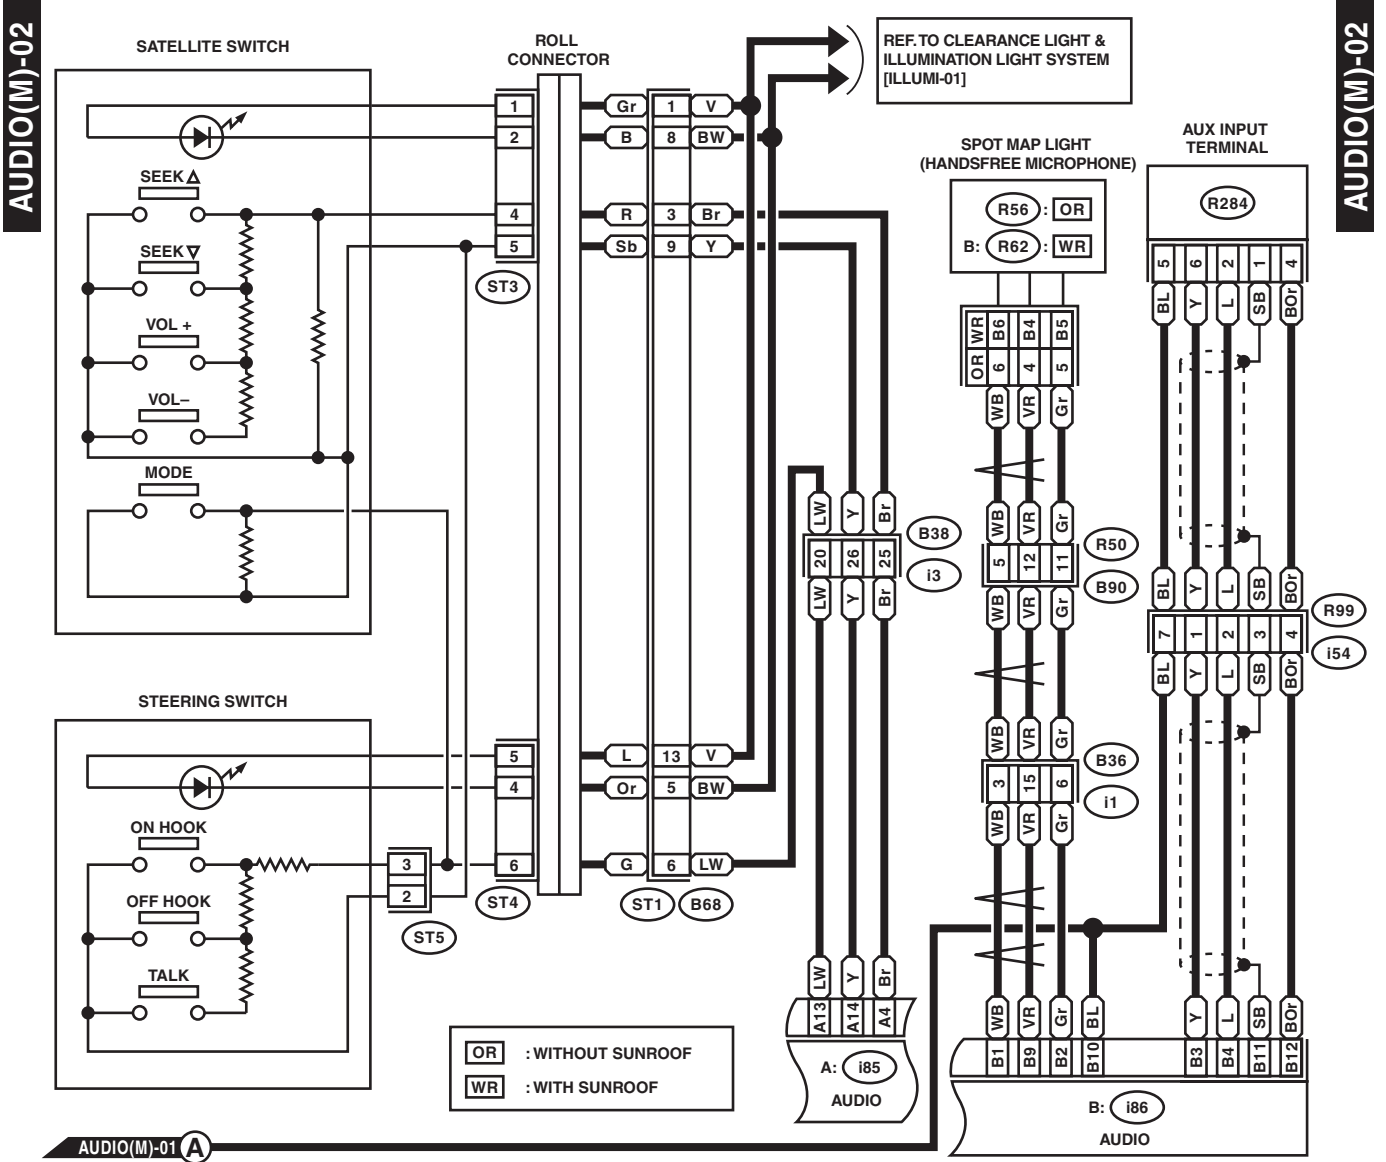 AUDIO(M)-02
AUDIO(M)-02
SATELLITE SWITCH
ROLL
CONNECTOR
REF. TO CLEARANCE LIGHT &
ILLUMINATION LIGHT SYSTEM
[ILLUMI-01]
1 Gr 1 V
2 B 8 BW
SEEK △
4 R 3 Br
5 Sb 9 Y
ST3
SEEK ▽
VOL +
VOL–
MODE
SPOT MAP LIGHT
(HANDSFREE MICROPHONE)
R56 : OR
B: R62 : WR
WR B6 B4 B5
OR 6 4 5
WB VR Gr
WB VR Gr
5 12 11
R50
B90
WB VR Gr
WB VR Gr
3 15 6
B36
i1
WB VR Gr
AUX INPUT
TERMINAL
R284
5 6 2 1 4
BL Y L SB BOr
BL Y L SB BOr
7 1 2 3 4
R99
i54
BL Y L SB BOr
LW Y Br
20 26 25
B38
i3
LW Y Br
STEERING SWITCH
5 L 13 V
4 Or 5 BW
ON HOOK
3 6 G 6 LW
2
OFF HOOK
ST5
ST4
ST1 B68
TALK
OR : WITHOUT SUNROOF
WR : WITH SUNROOF
LW Y Br
A13 A14 A4
A: i85
AUDIO
WB VR Gr BL Y L SB BOr
B1 B9 B2 B10 B3 B4 B11 B12
B: i86
AUDIO
AUDIO(M)-01 A